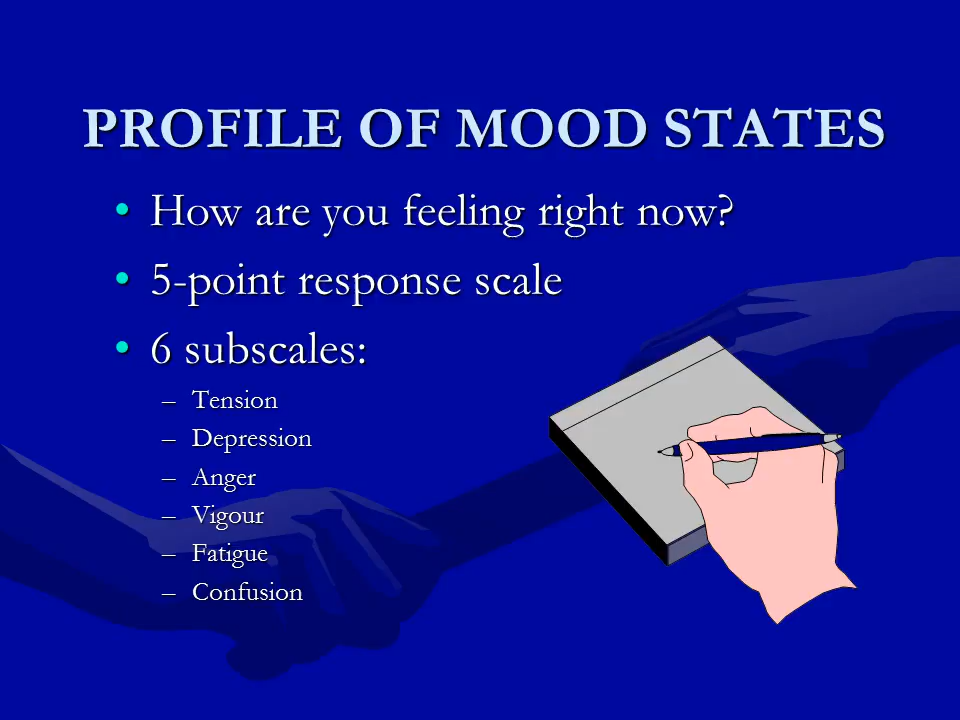 PROFILE OF MOOD STATES
• How are you feeling right now?
• 5-point response scale
• 6 subscales:
– Tension
– Depression
– Anger
– Vigour
– Fatigue
– Confusion